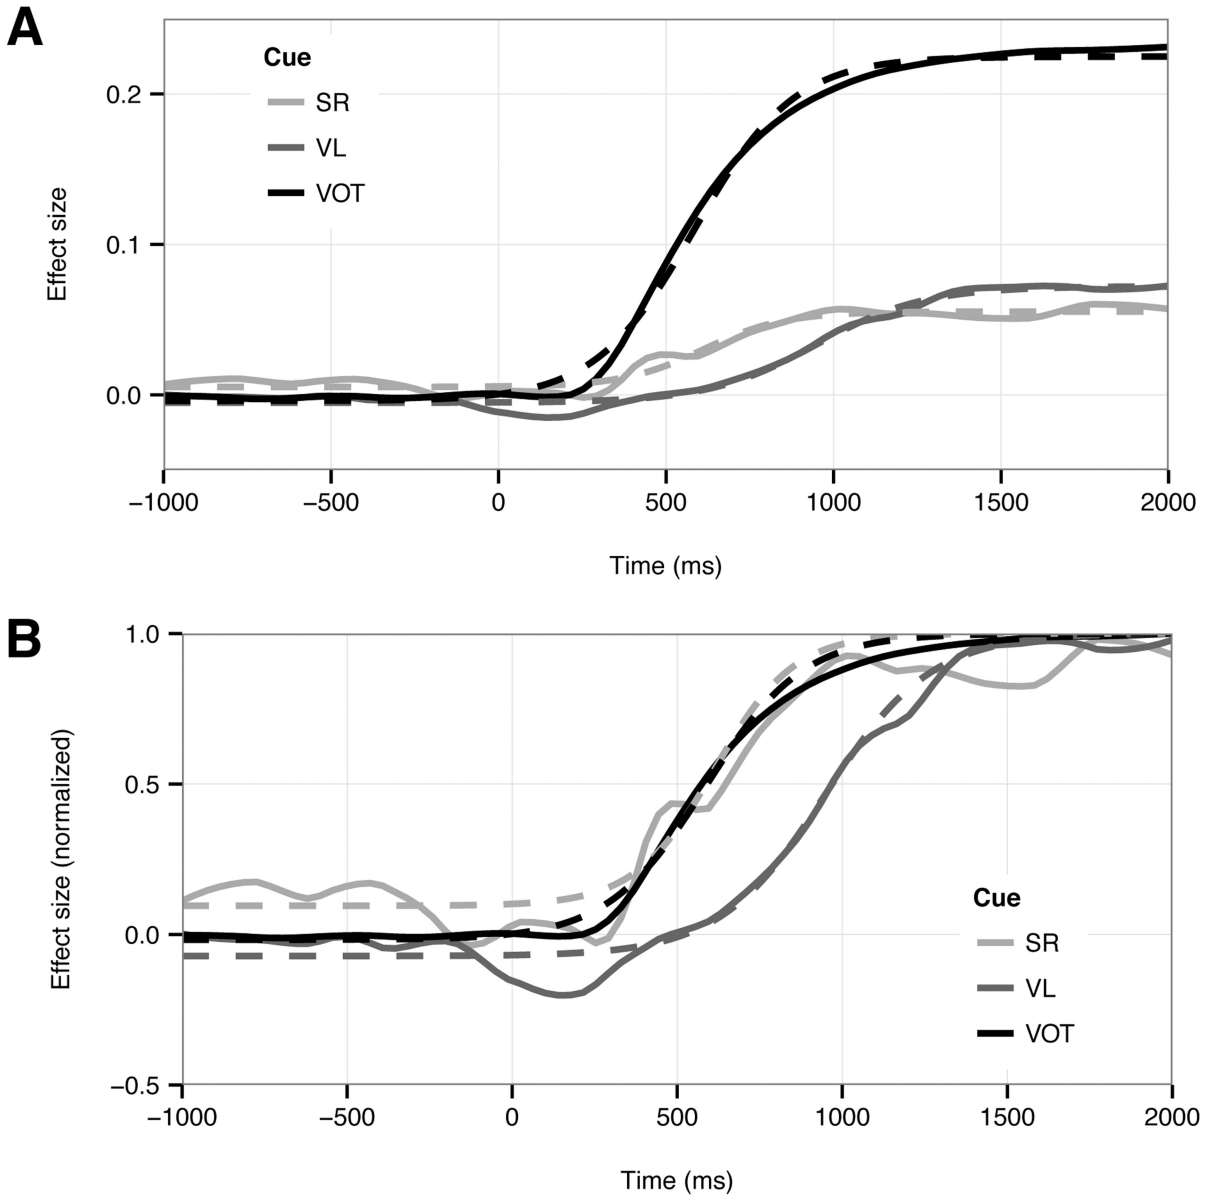 A
Cue
SR
VL
VOT
0.2
0.1
0.0
Effect size
−1000 −500 0 500 1000 1500 2000
Time (ms)
B
1.0
0.5
0.0
−0.5
Effect size (normalized)
Cue
SR
VL
VOT
−1000 −500 0 500 1000 1500 2000
Time (ms)